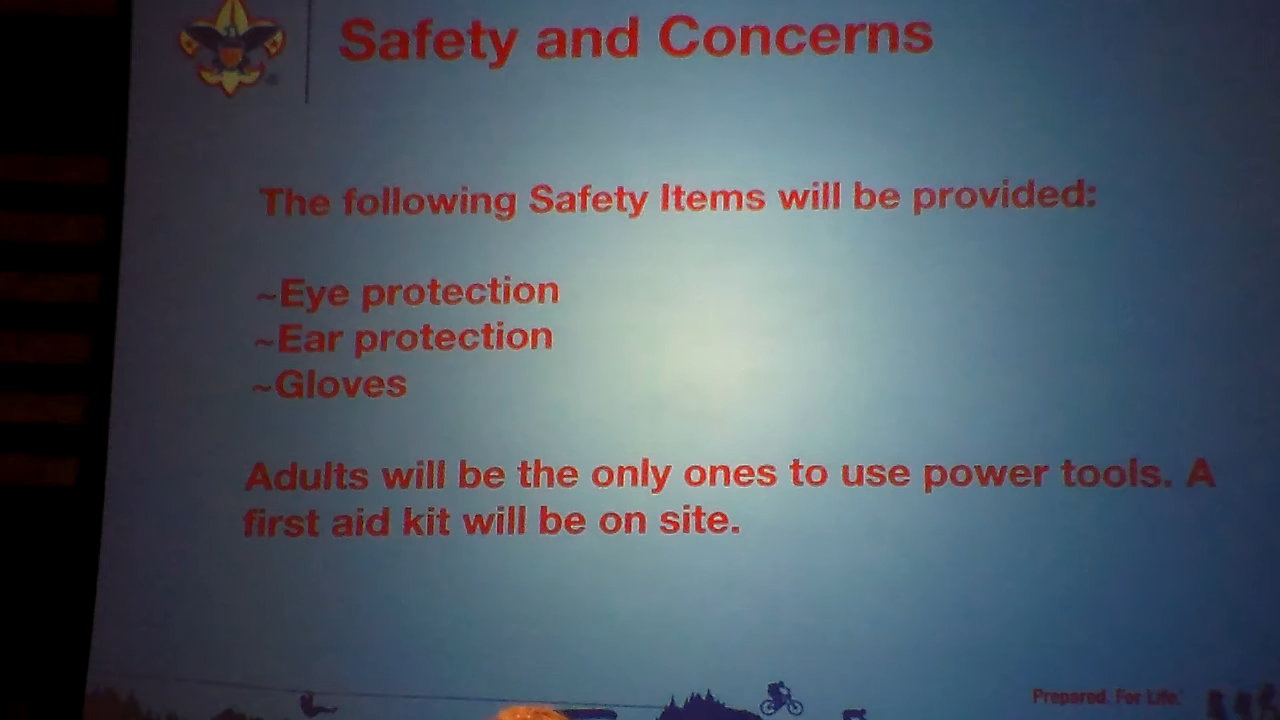 Safety and Concerns
The following Safety Items will be provided:
~Eye protection
~Ear protection
~Gloves
Adults will be the only ones to use power tools. A
first aid kit will be on site.
Prepared. For Life.